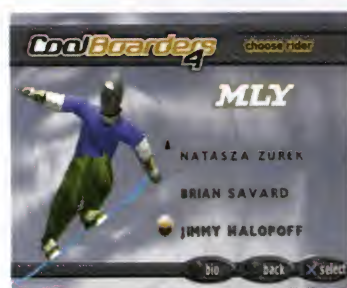 CoolBoarders
4
choose rider
MLY
NATASZA ZUREK
BRIAN SAVARD
JIMMY HALOPOFF
bio back X select